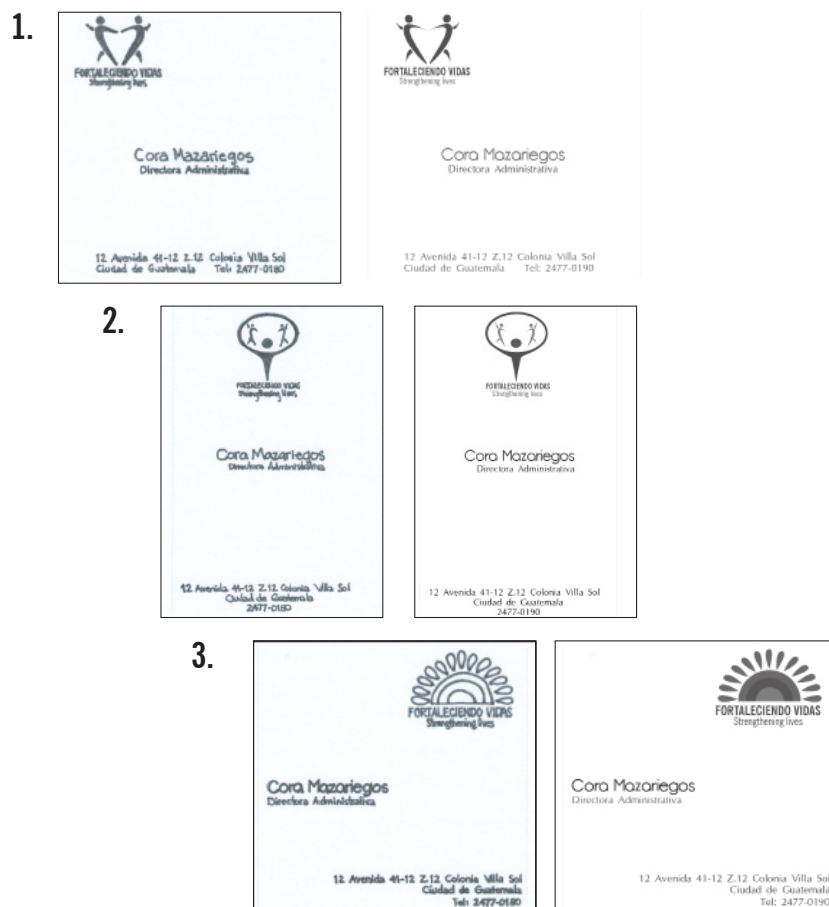 1.
FORTALECIENDO VIDAS
Strengthening lives
Cora Mazariegos
Directora Administrativa
12 Avenida 41-12 Z.12 Colonia Villa Sol
Ciudad de Guatemala Tel: 2477-0180
FORTALECIENDO VIDAS
Strengthening lives
Cora Mazariegos
Directora Administrativa
12 Avenida 41-12 Z.12 Colonia Villa Sol
Ciudad de Guatemala Tel: 2477-0190
2.
FORTALECIENDO VIDAS
Strengthening lives
Cora Mazariegos
Directora Administrativa
12 Avenida 41-12 Z.12 Colonia Villa Sol
Ciudad de Guatemala
2477-0180
FORTALECIENDO VIDAS
Strengthening lives
Cora Mazariegos
Directora Administrativa
12 Avenida 41-12 Z.12 Colonia Villa Sol
Ciudad de Guatemala
2477-0190
3.
FORTALECIENDO VIDAS
Strengthening lives
Cora Mazariegos
Directora Administrativa
12 Avenida 41-12 Z.12 Colonia Villa Sol
Ciudad de Guatemala
Tel: 2477-0180
FORTALECIENDO VIDAS
Strengthening lives
Cora Mazariegos
Directora Administrativa
12 Avenida 41-12 Z.12 Colonia Villa Sol
Ciudad de Guatemala
Tel: 2477-0190